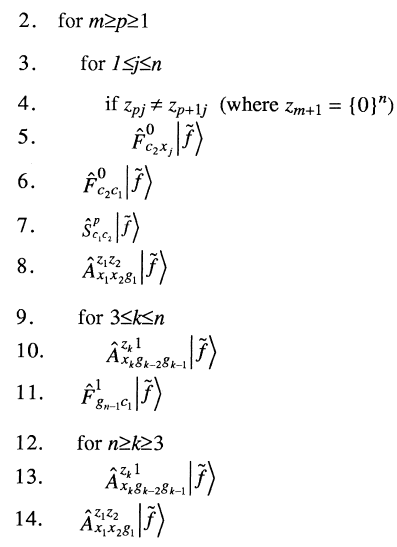 2. for m≥p≥1
3. for 1≤j≤n
4. if z_{pj} ≠ z_{p+1j} (where z_{m+1} = {0}^n)
5. F̂^0_{c_2 x_j} |f̃⟩
6. F̂^0_{c_2 c_1} |f̃⟩
7. Ŝ^p_{c_1 c_2} |f̃⟩
8. Â^{z_1 z_2}_{x_1 x_2 g_1} |f̃⟩
9. for 3≤k≤n
10. Â^{z_k 1}_{x_k g_{k-2} g_{k-1}} |f̃⟩
11. F̂^1_{g_{n-1} c_1} |f̃⟩
12. for n≥k≥3
13. Â^{z_k 1}_{x_k g_{k-2} g_{k-1}} |f̃⟩
14. Â^{z_1 z_2}_{x_1 x_2 g_1} |f̃⟩